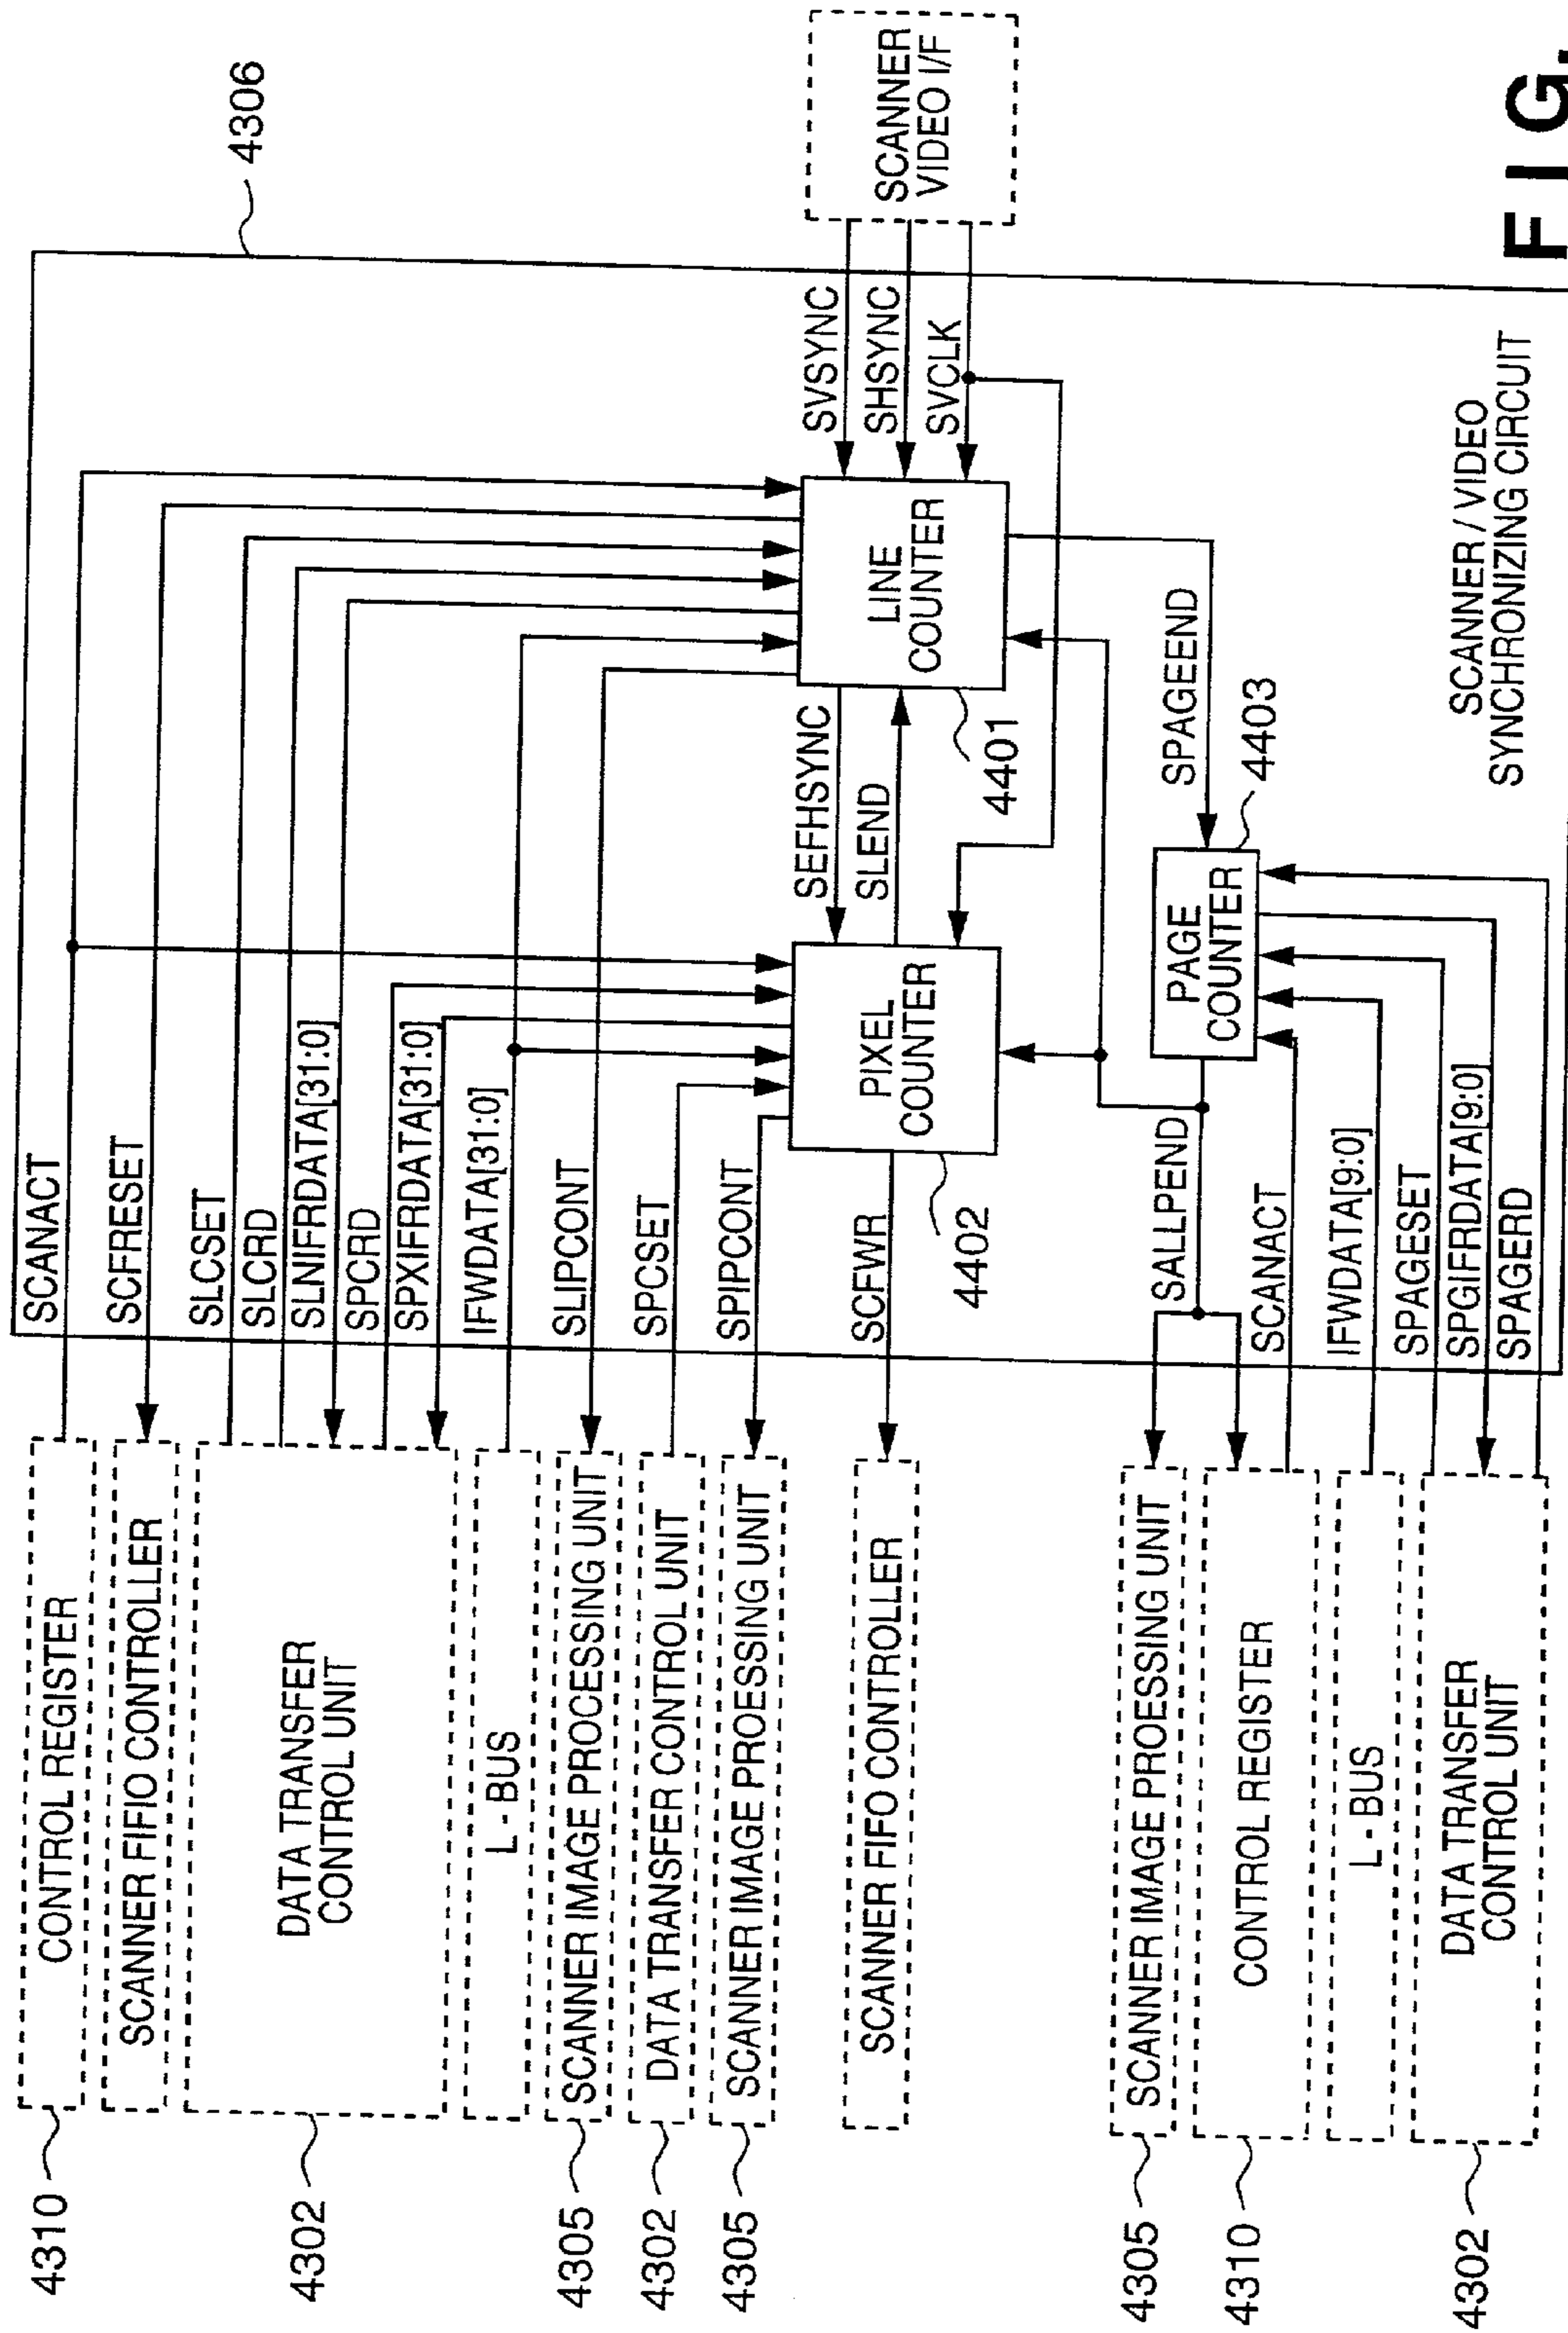 4306
SCANNER
VIDEO I/F
SVSYNC
SHSYNC
SVCLK
LINE
COUNTER
4401
SEFHSYNC
SLEND
PIXEL
COUNTER
4402
SPAGEEND
4403
PAGE
COUNTER
SCANNER / VIDEO
SYNCHRONIZING CIRCUIT
SCANACT
SCFRESET
SLCSET
SLCRD
SLNIFRDATA[31:0]
SPCRD
SPXIFRDATA[31:0]
IFWDATA[31:0]
SLIPCONT
SPCSET
SPIPCONT
SCFWR
SALLPEND
SCANACT
IFWDATA[9:0]
SPAGESET
SPGIFRDATA[9:0]
SPAGERD
CONTROL REGISTER
SCANNER FIFIO CONTROLLER
DATA TRANSFER
CONTROL UNIT
L-BUS
SCANNER IMAGE PROCESSING UNIT
DATA TRANSFER CONTROL UNIT
SCANNER IMAGE PROESSING UNIT
SCANNER FIFO CONTROLLER
SCANNER IMAGE PROESSING UNIT
CONTROL REGISTER
L-BUS
DATA TRANSFER
CONTROL UNIT
4310
4302
4305
4302
4305
4305
4310
4302
FIG.